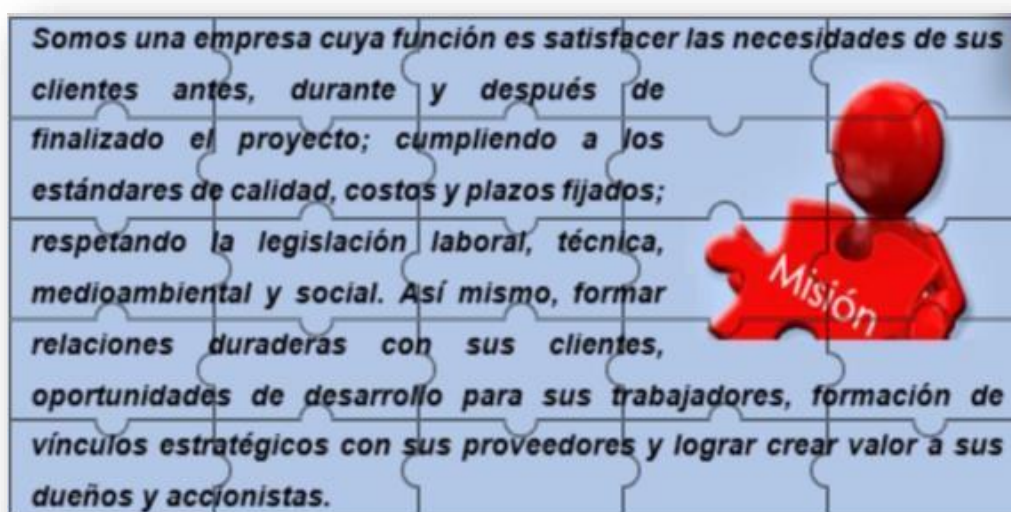 Somos una empresa cuya función es satisfacer las necesidades de sus
clientes antes, durante y después de
finalizado el proyecto; cumpliendo a los
estándares de calidad, costos y plazos fijados;
respetando la legislación laboral, técnica,
medioambiental y social. Así mismo, formar
relaciones duraderas con sus clientes,
oportunidades de desarrollo para sus trabajadores, formación de
vínculos estratégicos con sus proveedores y lograr crear valor a sus
dueños y accionistas.
Misión